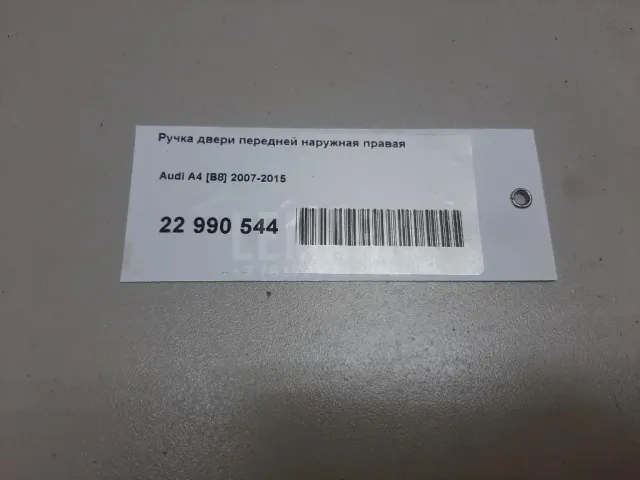 Ручка двери передней наружная правая
Audi A4 [B8] 2007-2015
22 990 544